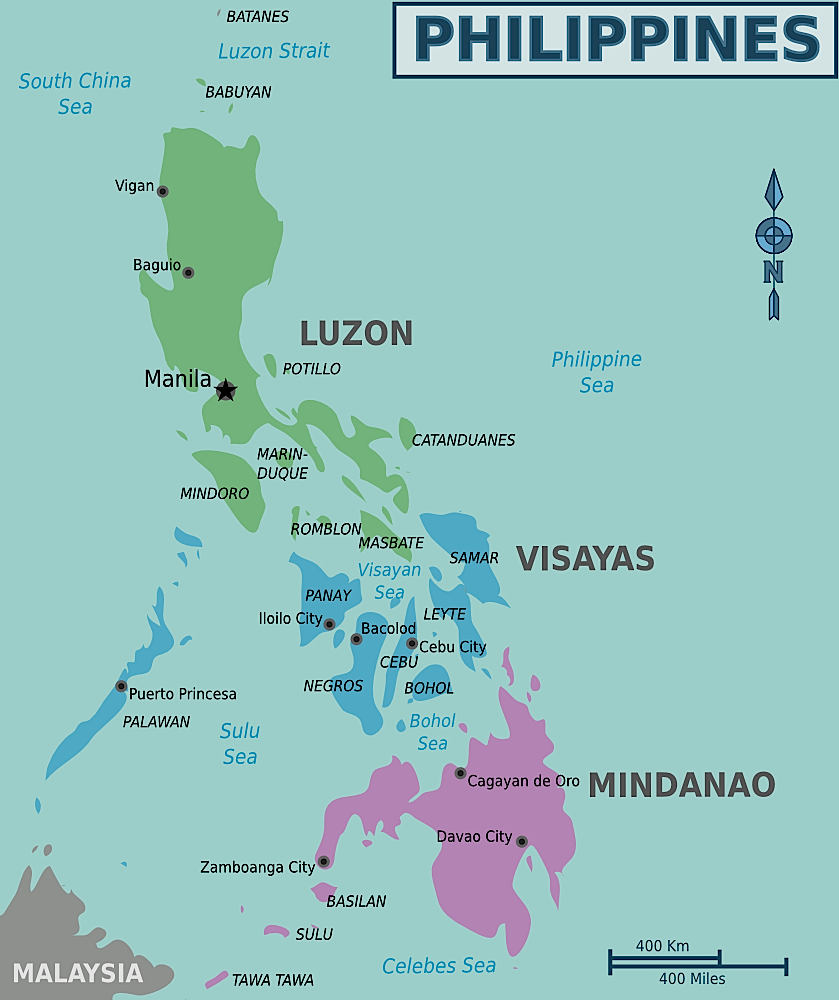 BATANES
PHILIPPINES
Luzon Strait
South China
Sea
BABUYAN
Vigan
Baguio
N
LUZON
Philippine
Sea
POTILLO
Manila
CATANDUANES
MARIN-
DUQUE
MINDORO
ROMBLON
MASBATE
SAMAR
VISAYAS
Visayan
Sea
PANAY
LEYTE
Iloilo City
Bacolod
Cebu City
CEBU
NEGROS
BOHOL
Puerto Princesa
PALAWAN
Sulu
Sea
Bohol
Sea
Cagayan de Oro
MINDANAO
Davao City
Zamboanga City
BASILAN
SULU
Celebes Sea
400 Km
400 Miles
MALAYSIA
TAWA TAWA